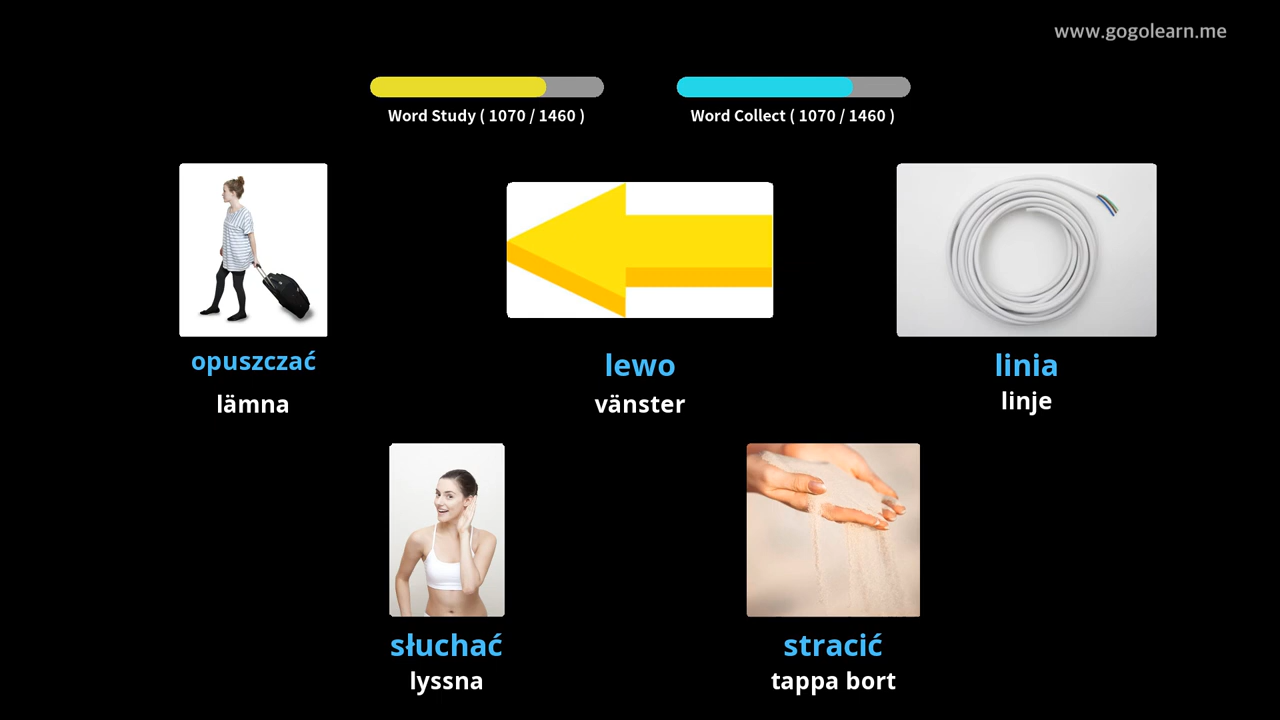 www.gogolearn.me
Word Study ( 1070 / 1460 )
Word Collect ( 1070 / 1460 )
opuszczać
lämna
lewo
vänster
linia
linje
słuchać
lyssna
stracić
tappa bort